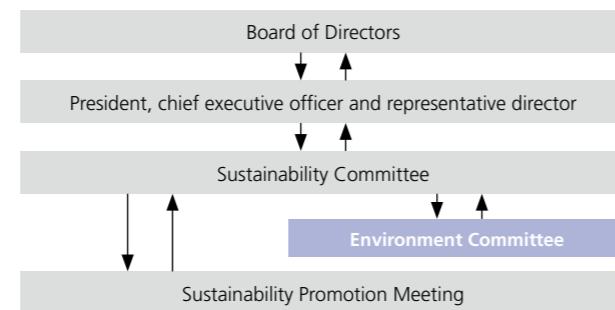 Board of Directors
President, chief executive officer and representative director
Sustainability Committee
Environment Committee
Sustainability Promotion Meeting